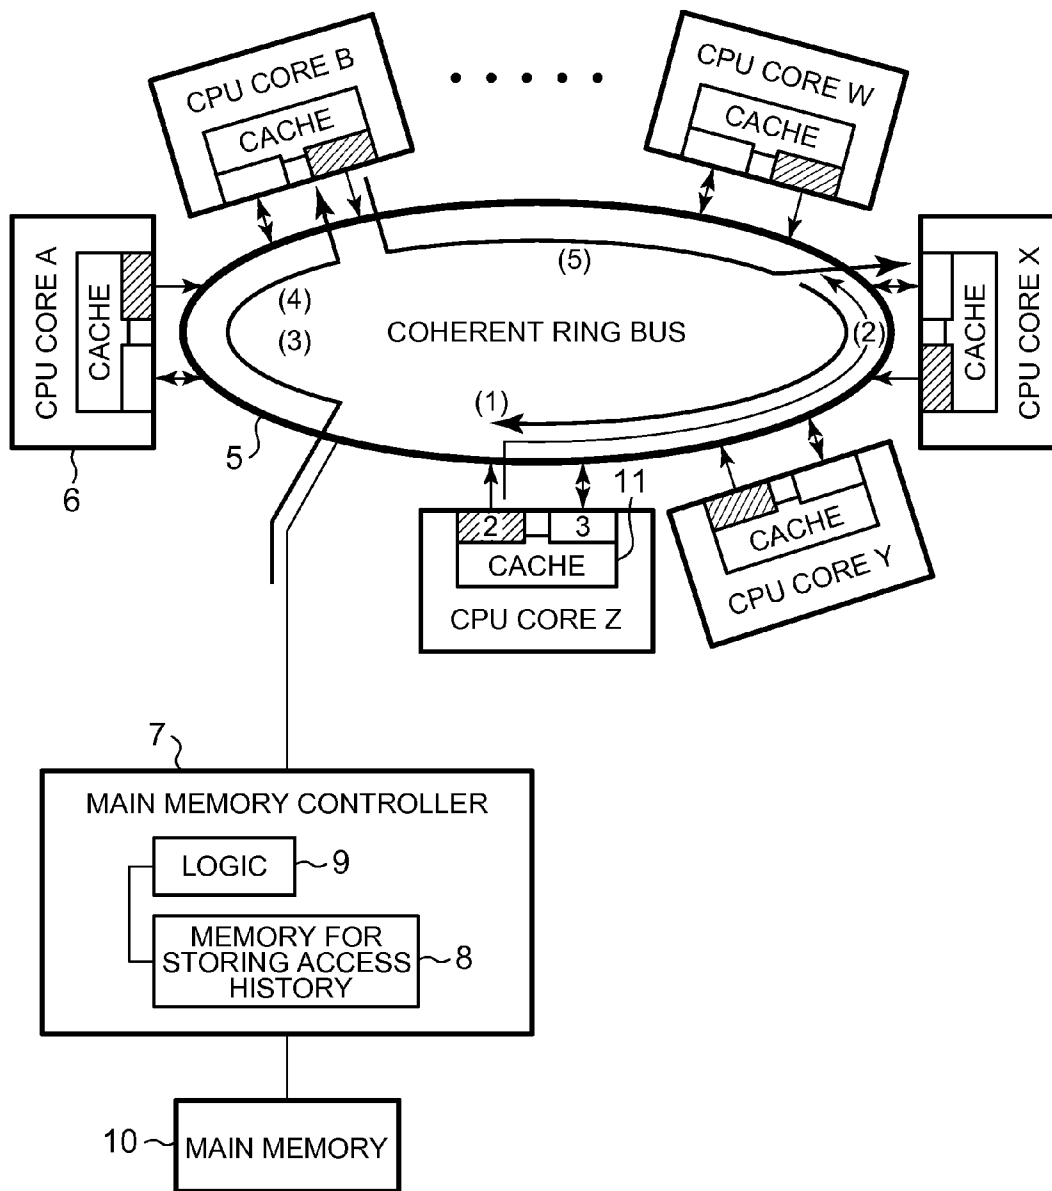 CPU CORE B
CACHE
. . . . .
CPU CORE W
CACHE
CPU CORE A
CACHE
CPU CORE X
CACHE
(5)
(4)
(3)
COHERENT RING BUS
(2)
(1)
5
6
11
2
3
CACHE
CPU CORE Z
CACHE
CPU CORE Y
7
MAIN MEMORY CONTROLLER
LOGIC
9
MEMORY FOR
STORING ACCESS
HISTORY
8
10
MAIN MEMORY